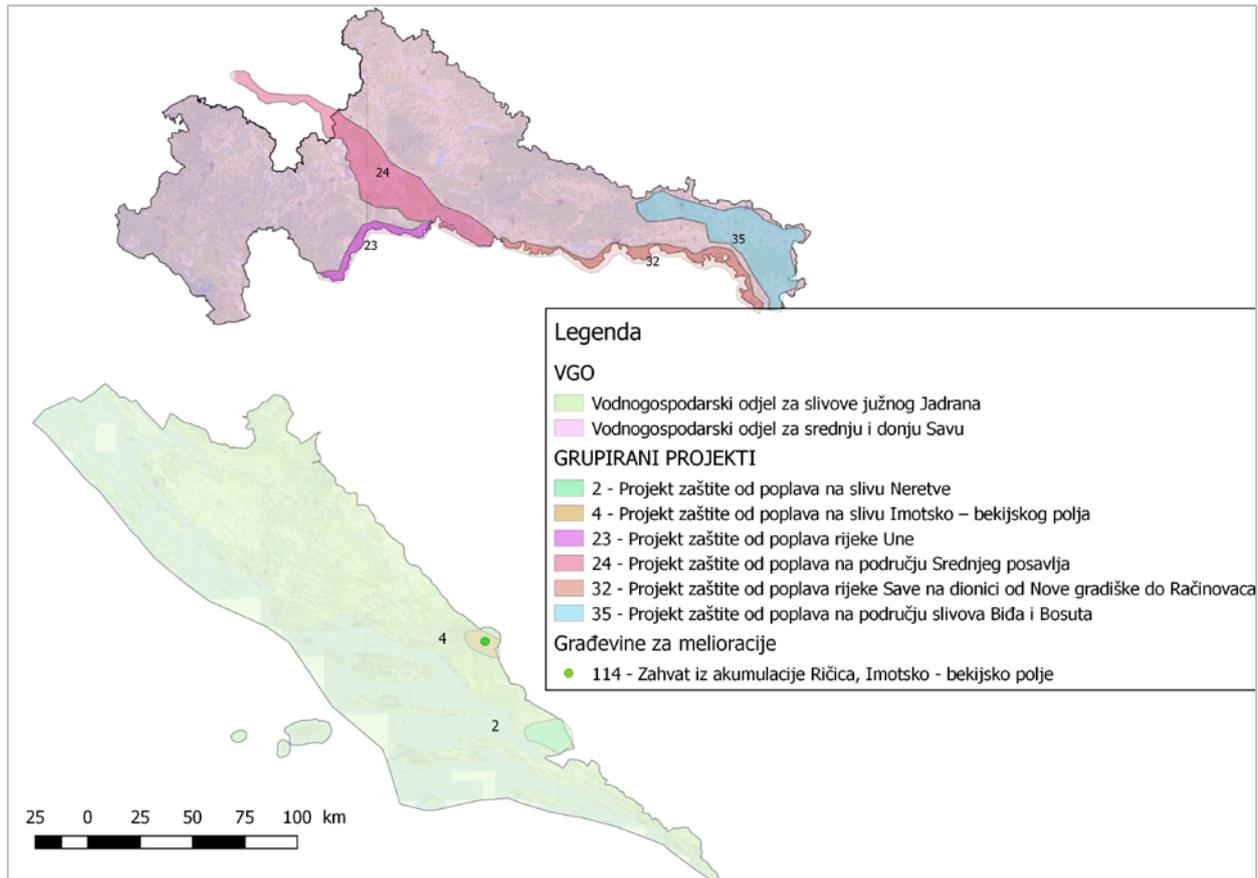 24
23
35
32
Legenda
VGO
Vodnogospodarski odjel za slivove južnog Jadrana
Vodnogospodarski odjel za srednju i donju Savu
GRUPIRANI PROJEKTI
2 - Projekt zaštite od poplava na slivu Neretve
4 - Projekt zaštite od poplava na slivu Imotsko – bekijskog polja
23 - Projekt zaštite od poplava rijeke Une
24 - Projekt zaštite od poplava na području Srednjeg posavlja
32 - Projekt zaštite od poplava rijeke Save na dionici od Nove gradiške do Račinovaca
35 - Projekt zaštite od poplava na području slivova Biđa i Bosuta
Građevine za melioracije
114 - Zahvat iz akumulacije Ričica, Imotsko - bekijsko polje
4
2
25 0 25 50 75 100 km